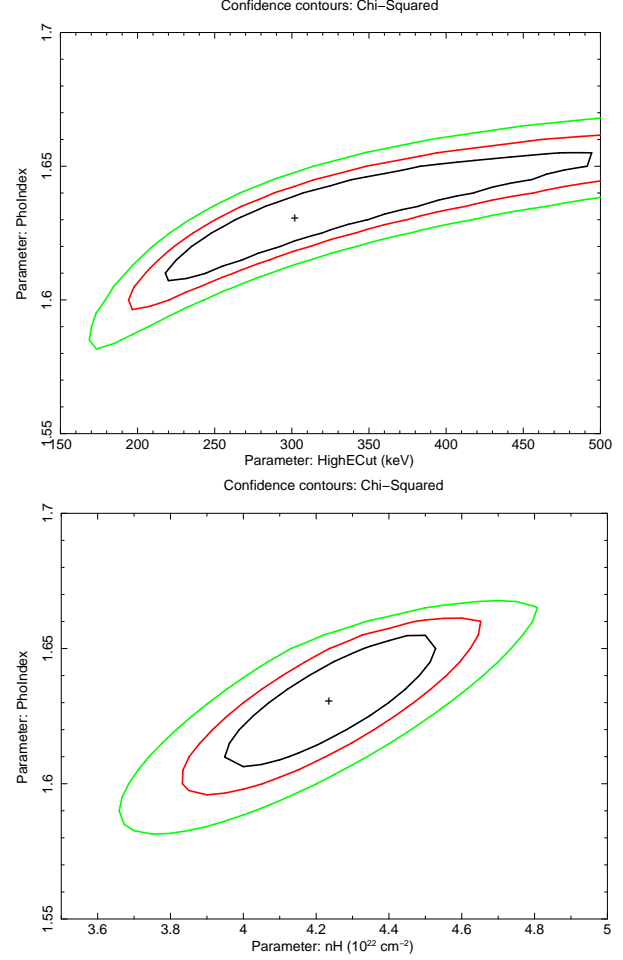 Confidence contours: Chi−Squared
1.7
1.65
1.6
1.55
Parameter: PhoIndex
150 200 250 300 350 400 450 500
Parameter: HighECut (keV)
Confidence contours: Chi−Squared
1.7
1.65
1.6
1.55
Parameter: PhoIndex
3.6 3.8 4 4.2 4.4 4.6 4.8 5
Parameter: nH (10²² cm⁻²)